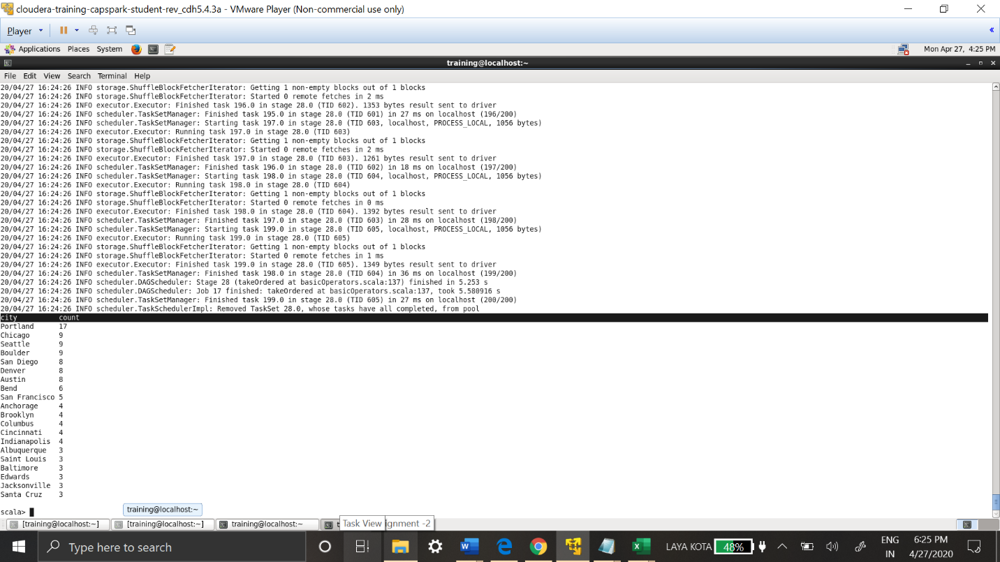 cloudera-training-capspark-student-rev_cdh5.4.3a - VMware Player (Non-commercial use only)
Player
Applications Places System Mon Apr 27, 4:25 PM
training@localhost:~
File Edit View Search Terminal Help
20/04/27 16:24:26 INFO storage.ShuffleBlockFetcherIterator: Getting 1 non-empty blocks out of 1 blocks
20/04/27 16:24:26 INFO storage.ShuffleBlockFetcherIterator: Started 0 remote fetches in 2 ms
20/04/27 16:24:26 INFO executor.Executor: Finished task 196.0 in stage 28.0 (TID 602). 1353 bytes result sent to driver
20/04/27 16:24:26 INFO scheduler.TaskSetManager: Finished task 195.0 in stage 28.0 (TID 601) in 27 ms on localhost (196/200)
20/04/27 16:24:26 INFO scheduler.TaskSetManager: Starting task 197.0 in stage 28.0 (TID 603, localhost, PROCESS_LOCAL, 1056 bytes)
20/04/27 16:24:26 INFO executor.Executor: Running task 197.0 in stage 28.0 (TID 603)
20/04/27 16:24:26 INFO storage.ShuffleBlockFetcherIterator: Getting 1 non-empty blocks out of 1 blocks
20/04/27 16:24:26 INFO storage.ShuffleBlockFetcherIterator: Started 0 remote fetches in 2 ms
20/04/27 16:24:26 INFO executor.Executor: Finished task 197.0 in stage 28.0 (TID 603). 1261 bytes result sent to driver
20/04/27 16:24:26 INFO scheduler.TaskSetManager: Finished task 196.0 in stage 28.0 (TID 602) in 18 ms on localhost (197/200)
20/04/27 16:24:26 INFO scheduler.TaskSetManager: Starting task 198.0 in stage 28.0 (TID 604, localhost, PROCESS_LOCAL, 1056 bytes)
20/04/27 16:24:26 INFO executor.Executor: Running task 198.0 in stage 28.0 (TID 604)
20/04/27 16:24:26 INFO storage.ShuffleBlockFetcherIterator: Getting 1 non-empty blocks out of 1 blocks
20/04/27 16:24:26 INFO storage.ShuffleBlockFetcherIterator: Started 0 remote fetches in 0 ms
20/04/27 16:24:26 INFO executor.Executor: Finished task 198.0 in stage 28.0 (TID 604). 1392 bytes result sent to driver
20/04/27 16:24:26 INFO scheduler.TaskSetManager: Finished task 197.0 in stage 28.0 (TID 603) in 28 ms on localhost (198/200)
20/04/27 16:24:26 INFO scheduler.TaskSetManager: Starting task 199.0 in stage 28.0 (TID 605, localhost, PROCESS_LOCAL, 1056 bytes)
20/04/27 16:24:26 INFO executor.Executor: Running task 199.0 in stage 28.0 (TID 605)
20/04/27 16:24:26 INFO storage.ShuffleBlockFetcherIterator: Getting 1 non-empty blocks out of 1 blocks
20/04/27 16:24:26 INFO storage.ShuffleBlockFetcherIterator: Started 0 remote fetches in 1 ms
20/04/27 16:24:26 INFO executor.Executor: Finished task 199.0 in stage 28.0 (TID 605). 1349 bytes result sent to driver
20/04/27 16:24:26 INFO scheduler.TaskSetManager: Finished task 198.0 in stage 28.0 (TID 604) in 36 ms on localhost (199/200)
20/04/27 16:24:26 INFO scheduler.DAGScheduler: Stage 28 (takeOrdered at basicOperators.scala:137) finished in 5.253 s
20/04/27 16:24:26 INFO scheduler.DAGScheduler: Job 17 finished: takeOrdered at basicOperators.scala:137, took 5.580916 s
20/04/27 16:24:26 INFO scheduler.TaskSetManager: Finished task 199.0 in stage 28.0 (TID 605) in 27 ms on localhost (200/200)
20/04/27 16:24:26 INFO scheduler.TaskSchedulerImpl: Removed TaskSet 28.0, whose tasks have all completed, from pool
city count
Portland 17
Chicago 9
Seattle 9
Boulder 9
San Diego 8
Denver 8
Austin 8
Bend 6
San Francisco 5
Anchorage 4
Brooklyn 4
Columbus 4
Cincinnati 4
Indianapolis 4
Albuquerque 3
Saint Louis 3
Baltimore 3
Edwards 3
Jacksonville 3
Santa Cruz 3
training@localhost:~
scala>
[training@localhost:~] [training@localhost:~] training@localhost:~ t Task View ignment -2
Type here to search LAYA KOTA 48% ENG IN 6:25 PM 4/27/2020